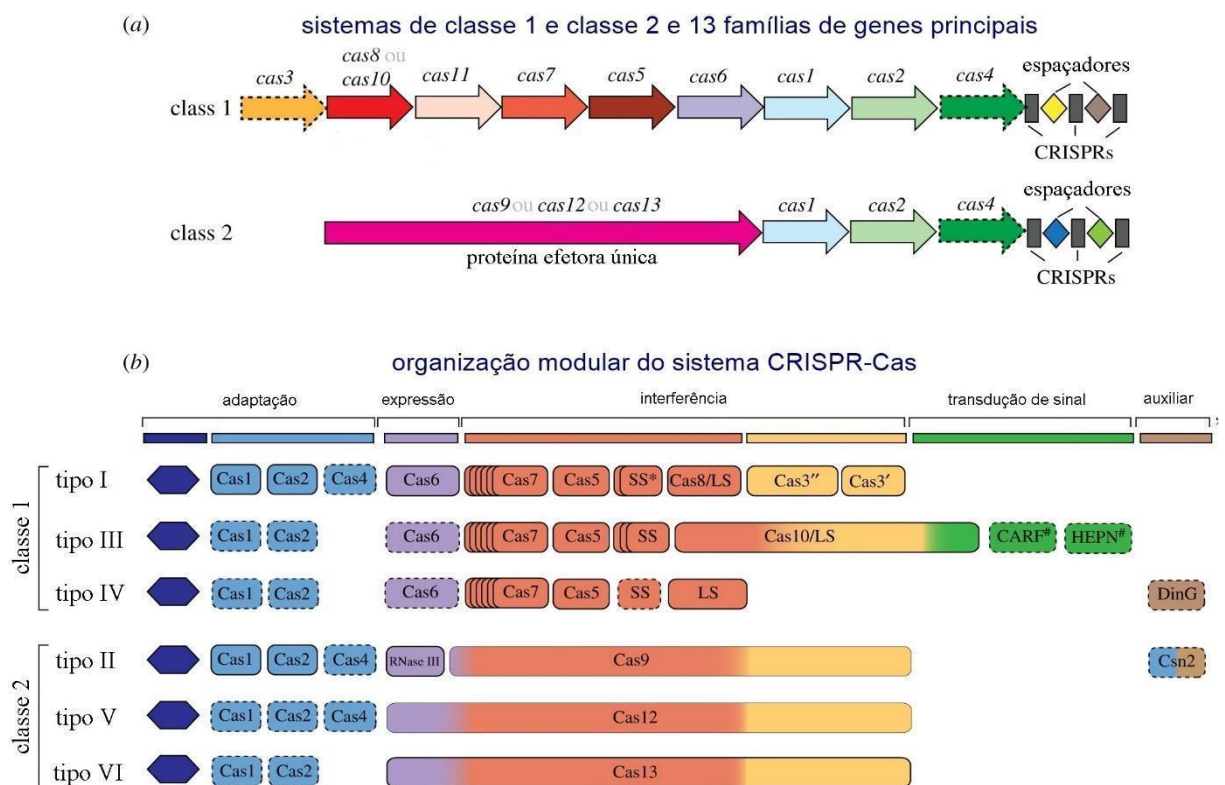 (a) sistemas de classe 1 e classe 2 e 13 famílias de genes principais
cas8 ou
cas3 cas10 cas11 cas7 cas5 cas6 cas1 cas2 cas4 espaçadores
class 1
CRISPRs
cas9 ou cas12 ou cas13 cas1 cas2 cas4 espaçadores
class 2
proteína efetora única
CRISPRs
(b) organização modular do sistema CRISPR-Cas
adaptação expressão interferência transdução de sinal auxiliar
classe 1
tipo I Cas1 Cas2 Cas4 Cas6 Cas7 Cas5 SS* Cas8/LS Cas3″ Cas3′
tipo III Cas1 Cas2 Cas6 Cas7 Cas5 SS Cas10/LS CARF# HEPN#
tipo IV Cas1 Cas2 Cas6 Cas7 Cas5 SS LS DinG
classe 2
tipo II Cas1 Cas2 Cas4 RNase III Cas9 Csn2
tipo V Cas1 Cas2 Cas4 Cas12
tipo VI Cas1 Cas2 Cas13